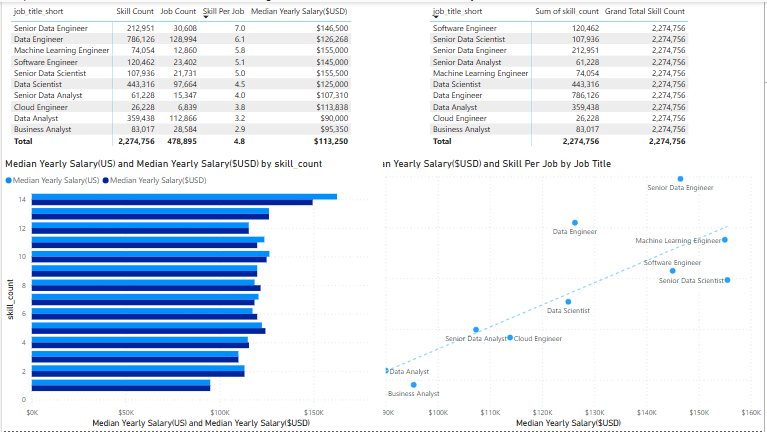 job_title_short Skill Count Job Count Skill Per Job Median Yearly Salary($USD)
Senior Data Engineer 212,951 30,608 7.0 $146,500
Data Engineer 786,126 128,994 6.1 $126,268
Machine Learning Engineer 74,054 12,860 5.8 $155,000
Software Engineer 120,462 23,402 5.1 $145,000
Senior Data Scientist 107,936 21,731 5.0 $155,500
Data Scientist 443,316 97,664 4.5 $125,000
Senior Data Analyst 61,228 15,347 4.0 $107,310
Cloud Engineer 26,228 6,839 3.8 $113,838
Data Analyst 359,438 112,866 3.2 $90,000
Business Analyst 83,017 28,584 2.9 $95,350
Total 2,274,756 478,895 4.8 $113,250
job_title_short Sum of skill_count Grand Total Skill Count
Software Engineer 120,462 2,274,756
Senior Data Scientist 107,936 2,274,756
Senior Data Engineer 212,951 2,274,756
Senior Data Analyst 61,228 2,274,756
Machine Learning Engineer 74,054 2,274,756
Data Scientist 443,316 2,274,756
Data Engineer 786,126 2,274,756
Data Analyst 359,438 2,274,756
Cloud Engineer 26,228 2,274,756
Business Analyst 83,017 2,274,756
Total 2,274,756 2,274,756
Median Yearly Salary(US) and Median Yearly Salary($USD) by skill_count
Median Yearly Salary(US) Median Yearly Salary($USD)
skill_count
14
12
10
8
6
4
2
0
$0K $50K $100K $150K
Median Yearly Salary(US) and Median Yearly Salary($USD)
n Yearly Salary($USD) and Skill Per Job by Job Title
Senior Data Engineer
Data Engineer
Machine Learning Engineer
Software Engineer
Senior Data Scientist
Data Scientist
Senior Data Analyst Cloud Engineer
Data Analyst
Business Analyst
90K $100K $110K $120K $130K $140K $150K $160K
Median Yearly Salary($USD)